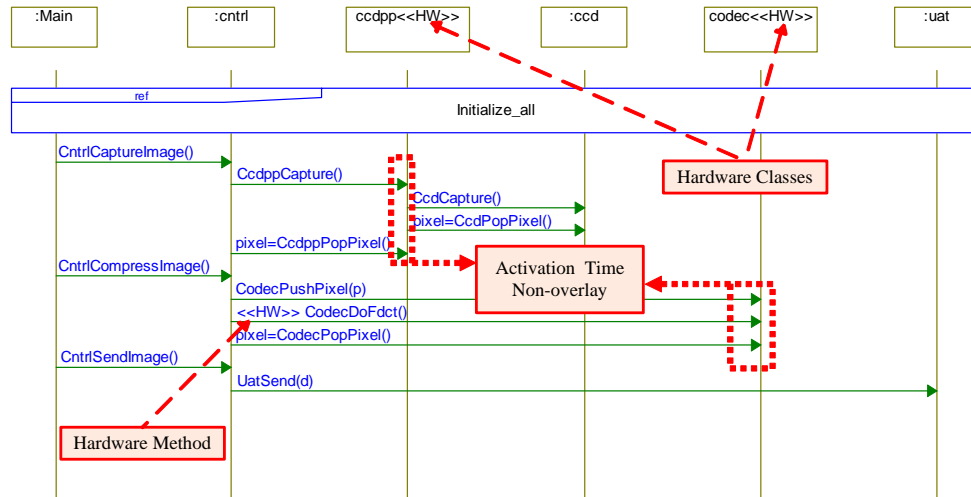 :Main
:cntrl
ccdpp<<HW>>
:ccd
codec<<HW>>
:uat
ref
Initialize_all
CntrlCaptureImage()
CcdppCapture()
Hardware Classes
CcdCapture()
pixel=CcdPopPixel()
pixel=CcdppPopPixel()
CntrlCompressImage()
Activation Time
Non-overlay
CodecPushPixel(p)
<<HW>> CodecDoFdct()
pixel=CodecPopPixel()
CntrlSendImage()
UatSend(d)
Hardware Method